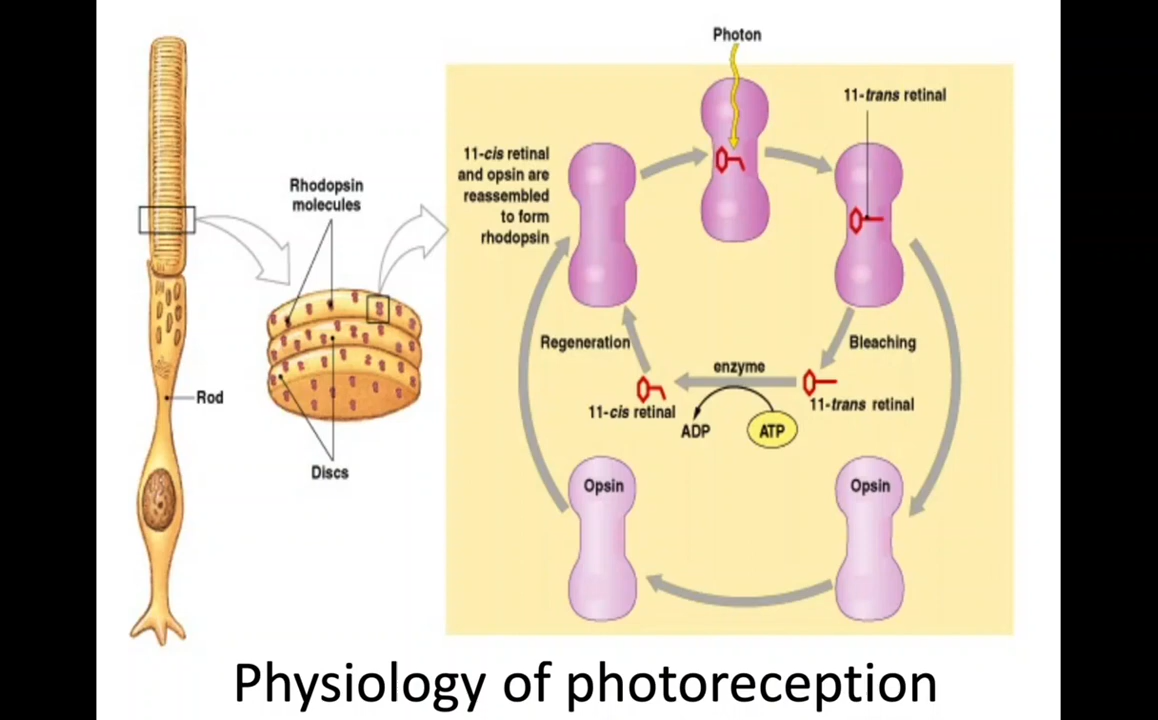 Photon
11-trans retinal
11-cis retinal
and opsin are
reassembled
to form
rhodopsin
Rhodopsin
molecules
Regeneration
Bleaching
enzyme
11-cis retinal
11-trans retinal
ADP
ATP
Rod
Discs
Opsin
Opsin
Physiology of photoreception